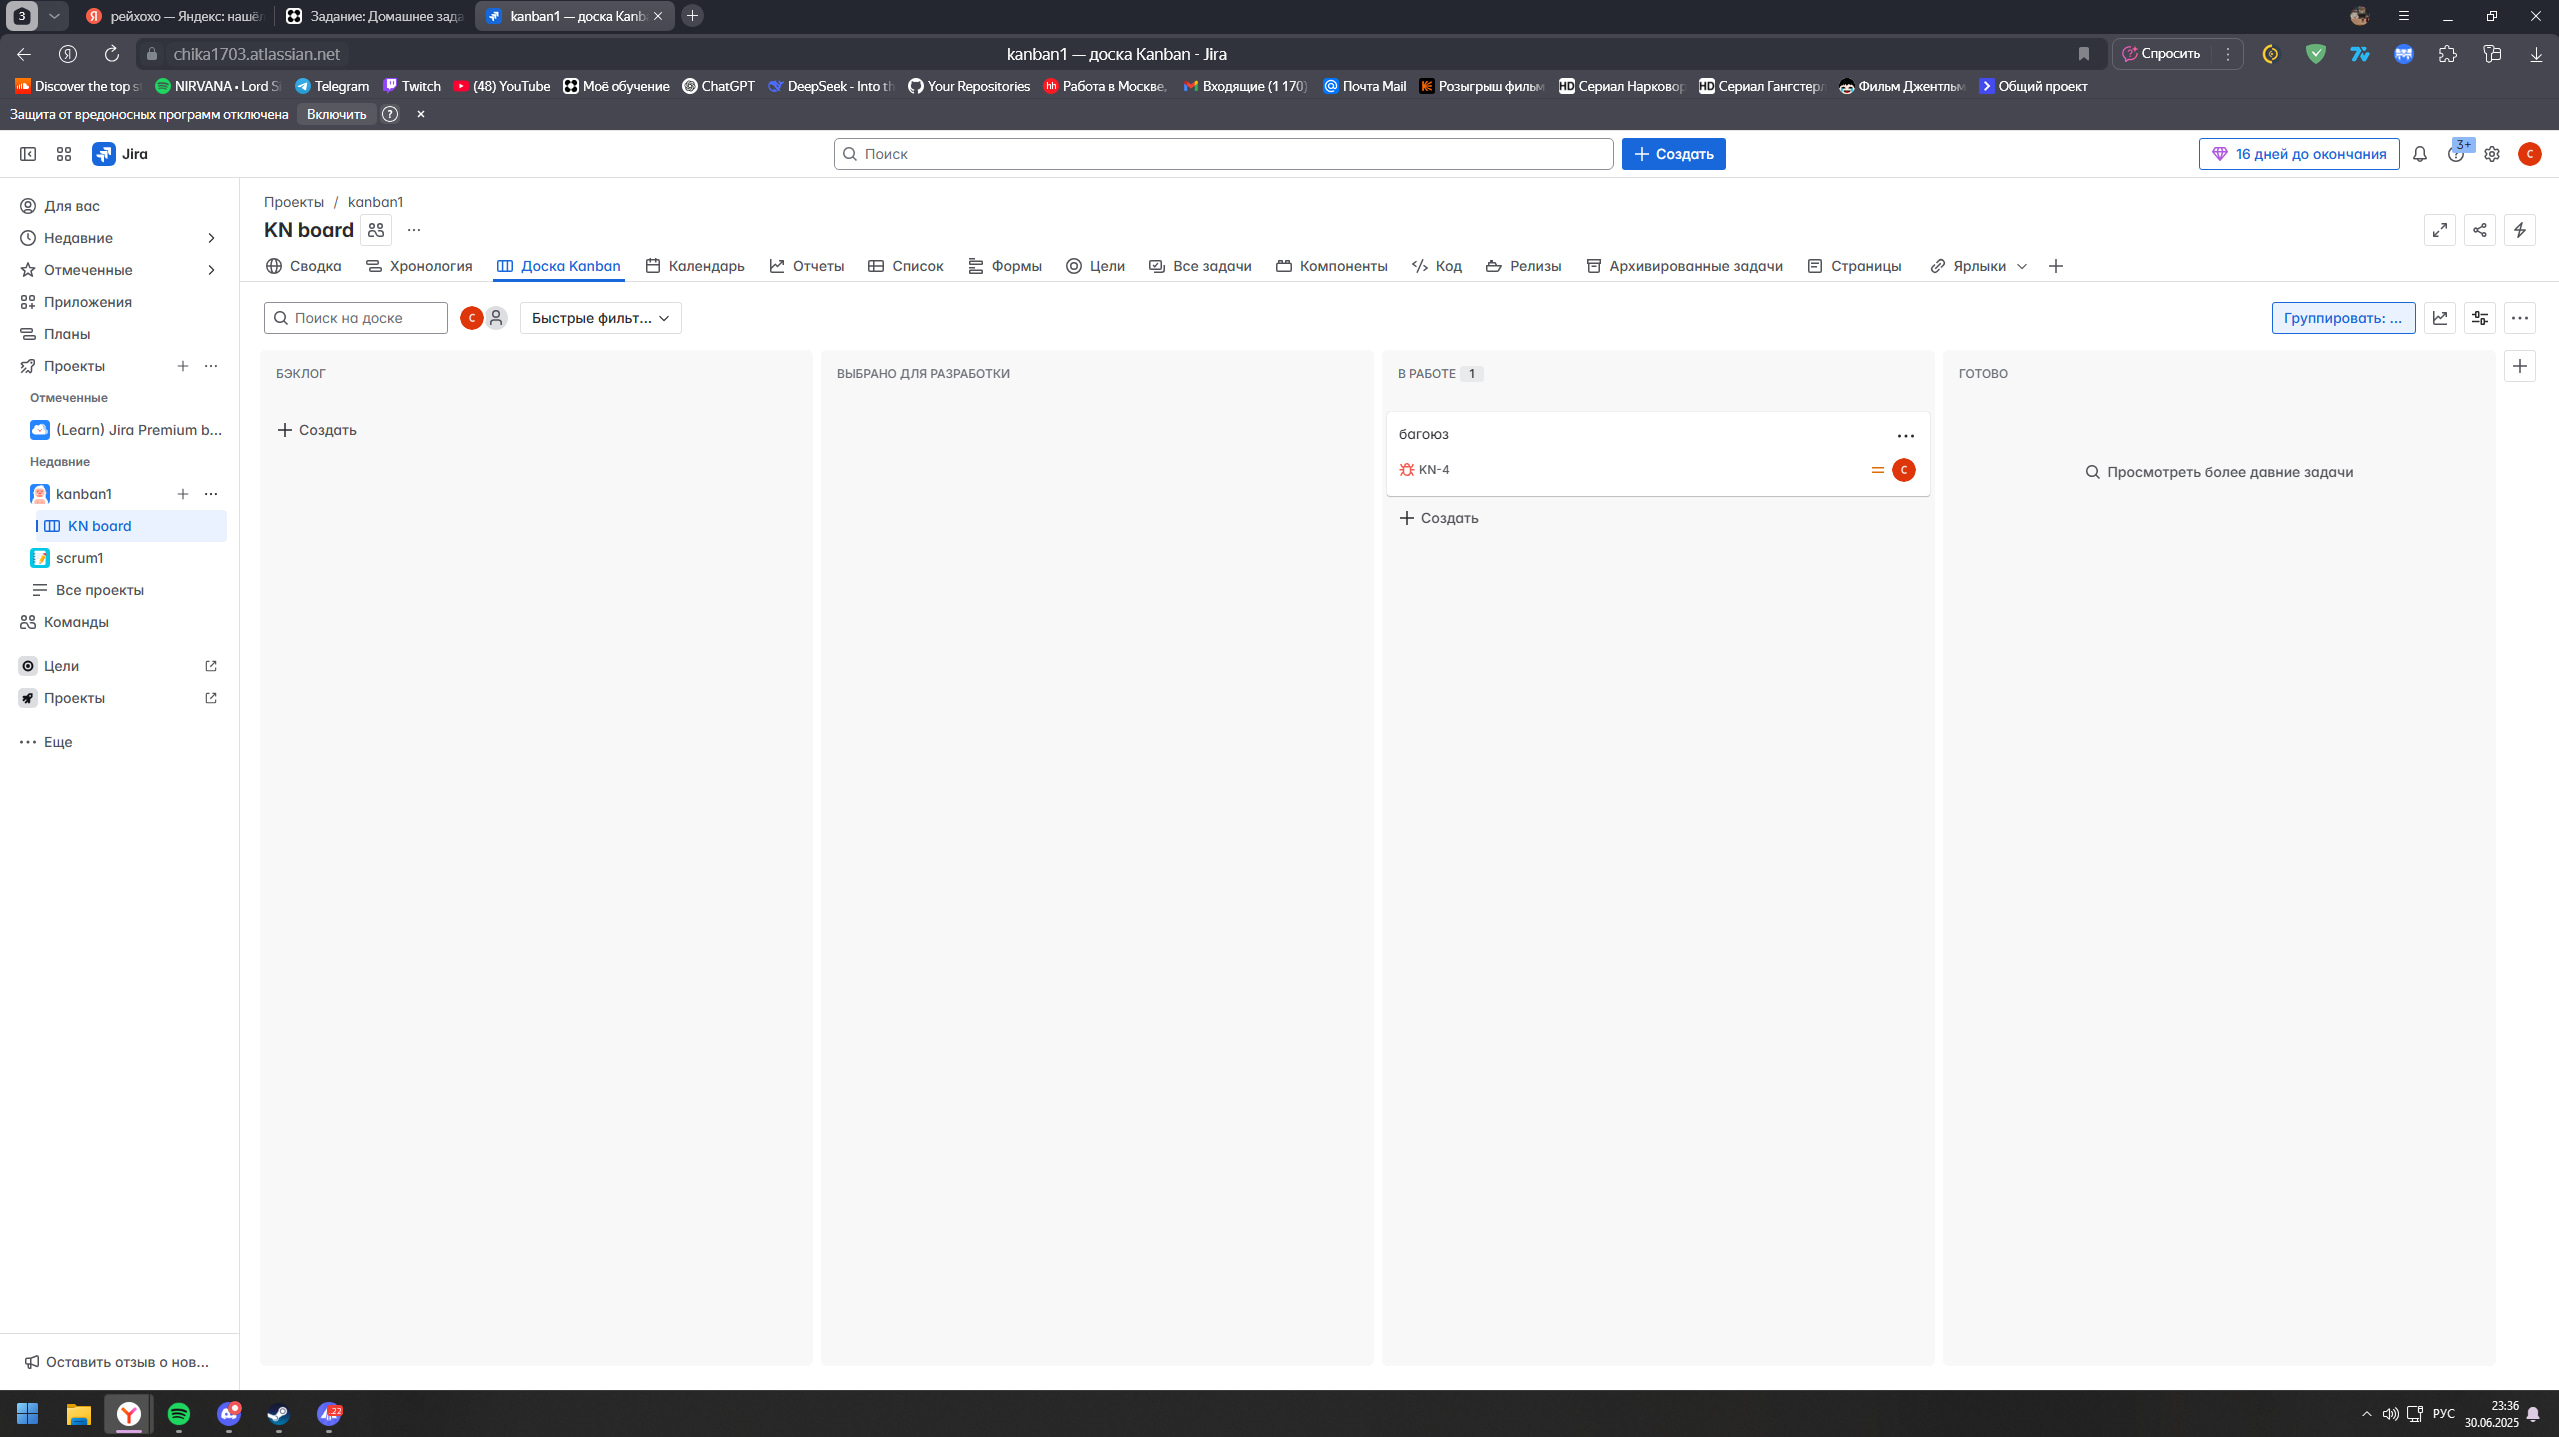 3
рейхохо — Яндекс: нашёл
Задание: Домашнее зада
kanban1 — доска Kanb
chika1703.atlassian.net
kanban1 — доска Kanban - Jira
Спросить
Discover the top s
NIRVANA • Lord Si
Telegram
Twitch
(48) YouTube
Моё обучение
ChatGPT
DeepSeek - Into th
Your Repositories
Работа в Москве,
Входящие (1 170)
Почта Mail
Розыгрыш фильм
Сериал Нарковор
Сериал Гангстерл
Фильм Джентльм
Общий проект
Защита от вредоносных программ отключена
Включить
Jira
Поиск
Создать
16 дней до окончания
3+
C
Для вас
Недавние
Отмеченные
Приложения
Планы
Проекты
Отмеченные
(Learn) Jira Premium b...
Недавние
kanban1
KN board
scrum1
Все проекты
Команды
Цели
Проекты
Еще
Оставить отзыв о нов...
Проекты / kanban1
KN board
Сводка
Хронология
Доска Kanban
Календарь
Отчеты
Список
Формы
Цели
Все задачи
Компоненты
Код
Релизы
Архивированные задачи
Страницы
Ярлыки
Поиск на доске
C
Быстрые фильт...
Группировать: ...
БЭКЛОГ
Создать
ВЫБРАНО ДЛЯ РАЗРАБОТКИ
В РАБОТЕ 1
багоюз
KN-4
C
Создать
ГОТОВО
Просмотреть более давние задачи
22
РУС
23:36
30.06.2025